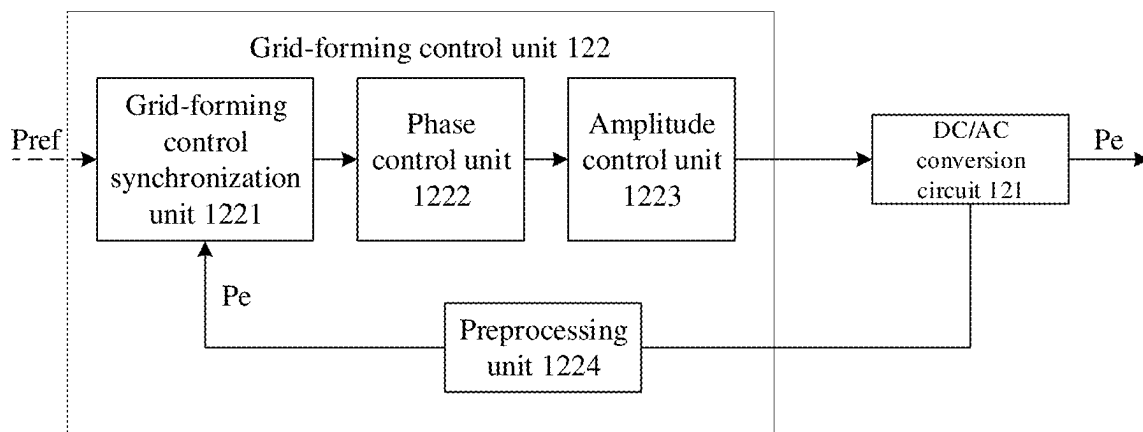 Grid-forming control unit 122
Pref
Grid-forming
control
synchronization
unit 1221
Phase
control unit
1222
Amplitude
control unit
1223
DC/AC
conversion
circuit 121
Pe
Pe
Preprocessing
unit 1224